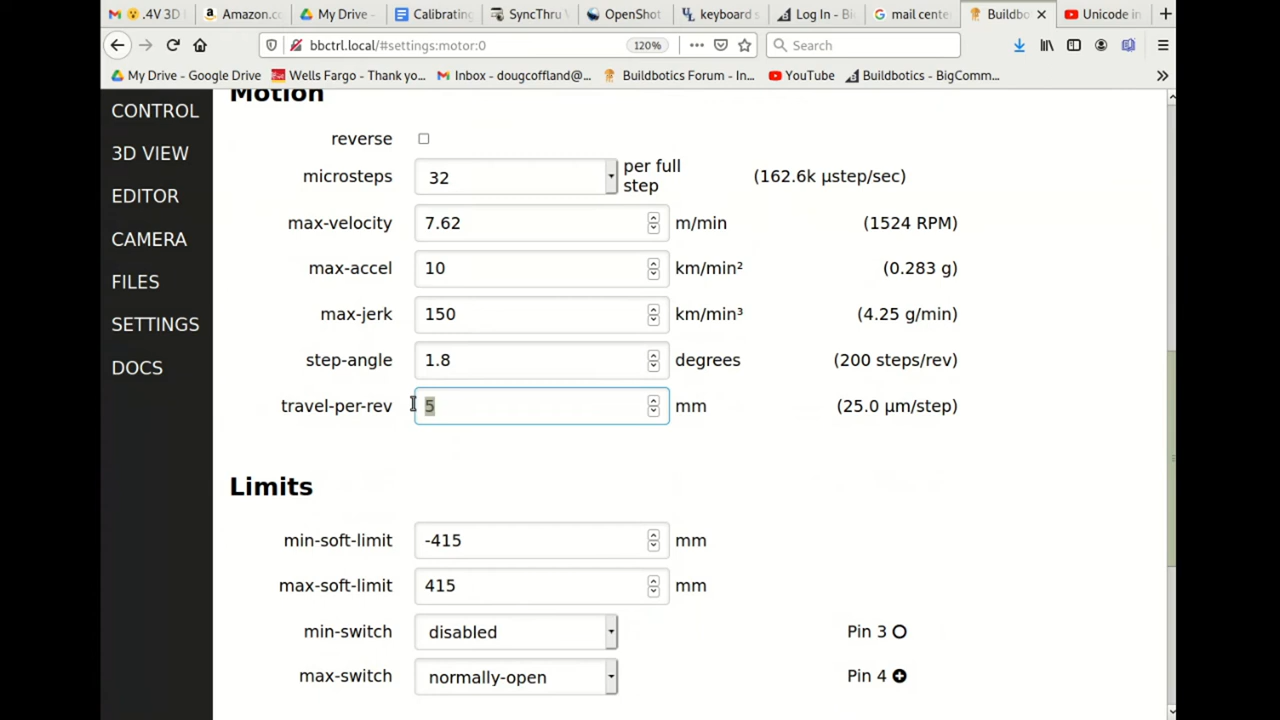 .4V 3D
Amazon.co
My Drive -
Calibrating
SyncThru
OpenShot
keyboard s
Log In - Bi
mail cente
Buildbo
Unicode in
bbctrl.local/#settings:motor:0
120%
Search
My Drive - Google Drive
Wells Fargo - Thank yo...
Inbox - dougcoffland@...
Buildbotics Forum - In...
YouTube
Buildbotics - BigComm...
CONTROL
3D VIEW
EDITOR
CAMERA
FILES
SETTINGS
DOCS
Motion
reverse
microsteps 32 per full step (162.6k µstep/sec)
max-velocity 7.62 m/min (1524 RPM)
max-accel 10 km/min² (0.283 g)
max-jerk 150 km/min³ (4.25 g/min)
step-angle 1.8 degrees (200 steps/rev)
travel-per-rev 5 mm (25.0 µm/step)
Limits
min-soft-limit -415 mm
max-soft-limit 415 mm
min-switch disabled Pin 3
max-switch normally-open Pin 4